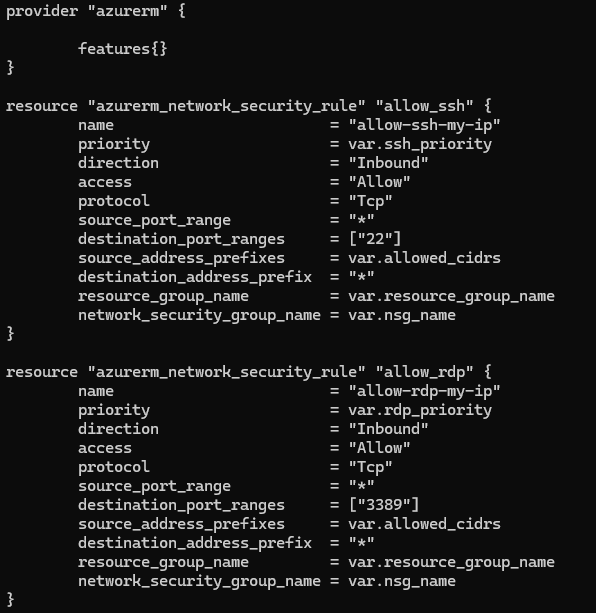 provider "azurerm" {
features{}
}
resource "azurerm_network_security_rule" "allow_ssh" {
name = "allow-ssh-my-ip"
priority = var.ssh_priority
direction = "Inbound"
access = "Allow"
protocol = "Tcp"
source_port_range = "*"
destination_port_ranges = ["22"]
source_address_prefixes = var.allowed_cidrs
destination_address_prefix = "*"
resource_group_name = var.resource_group_name
network_security_group_name = var.nsg_name
}
resource "azurerm_network_security_rule" "allow_rdp" {
name = "allow-rdp-my-ip"
priority = var.rdp_priority
direction = "Inbound"
access = "Allow"
protocol = "Tcp"
source_port_range = "*"
destination_port_ranges = ["3389"]
source_address_prefixes = var.allowed_cidrs
destination_address_prefix = "*"
resource_group_name = var.resource_group_name
network_security_group_name = var.nsg_name
}